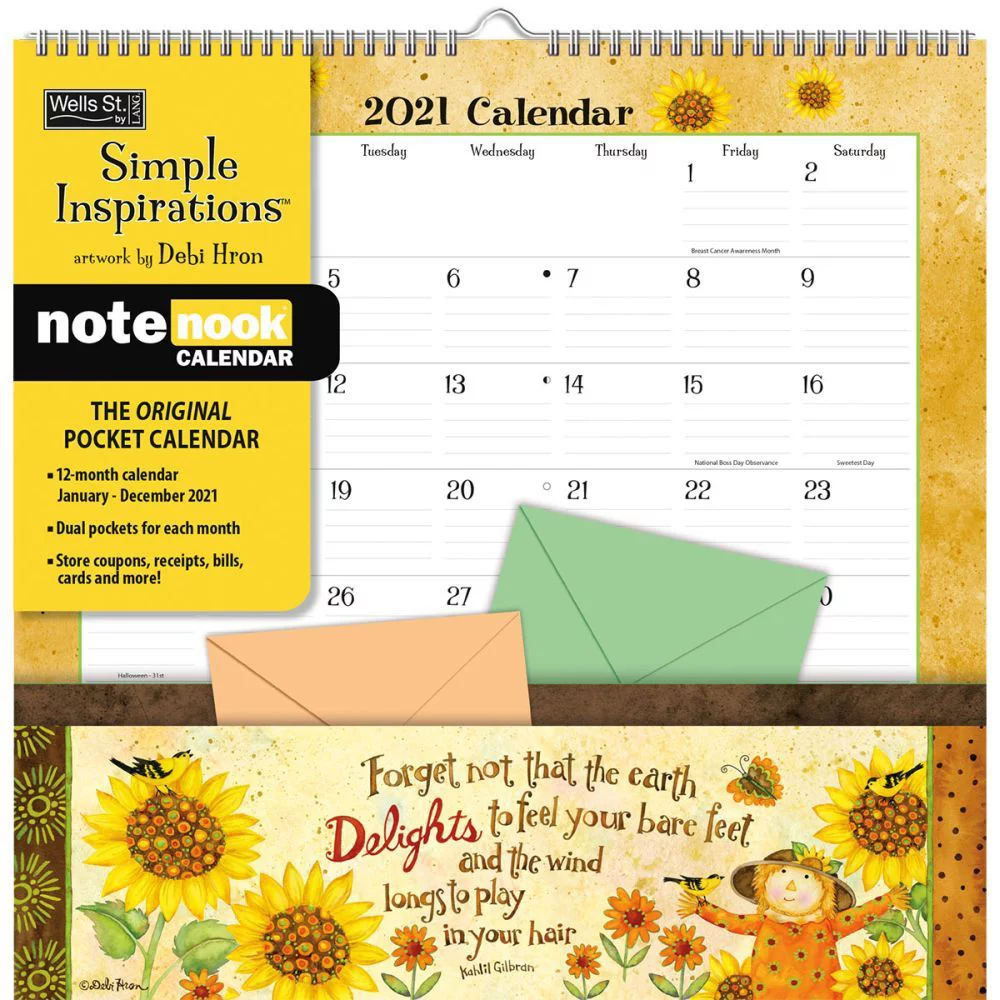 Wells St.
by LANG.
Simple
Inspirations™
artwork by Debi Hron
note nook
CALENDAR
THE ORIGINAL
POCKET CALENDAR
▪ 12-month calendar
January - December 2021
▪ Dual pockets for each month
▪ Store coupons, receipts, bills,
cards and more!
2021 Calendar
Tuesday Wednesday Thursday Friday Saturday
1 2
Breast Cancer Awareness Month
5 6 7 8 9
12 13 14 15 16
National Boss Day Observance Sweetest Day
19 20 21 22 23
26 27
Halloween - 31st
Forget not that the earth
Delights to feel your bare feet
and the wind
longs to play
in your hair
Kahlil Gilbran
©Debi Hron